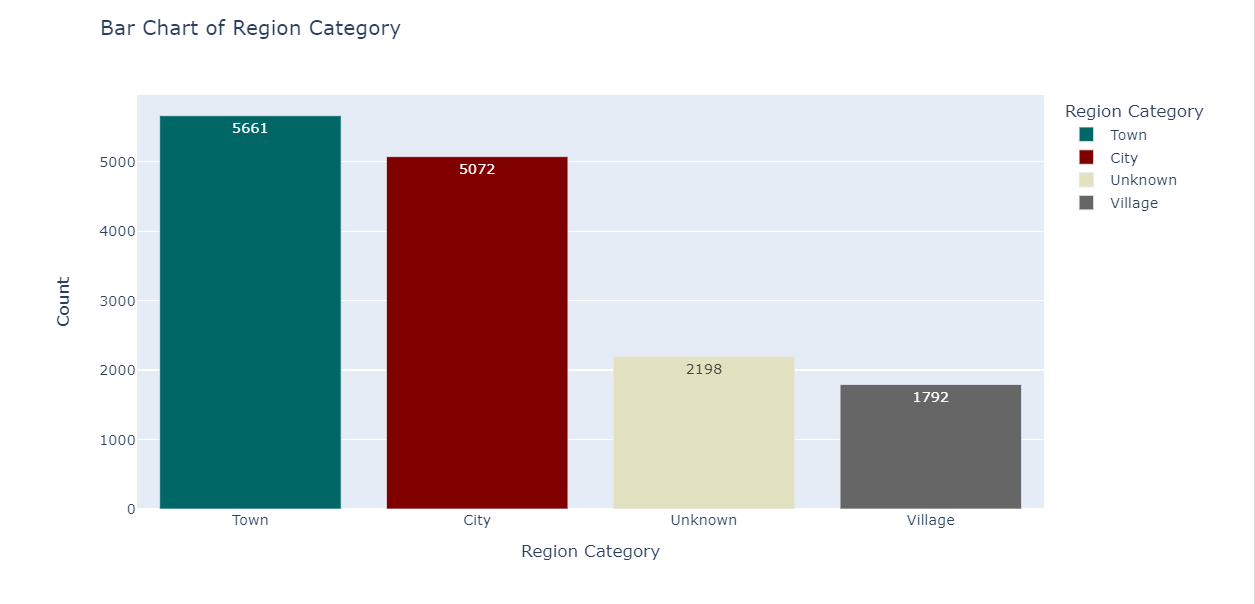 Bar Chart of Region Category
Region Category
Town
City
Unknown
Village
5661
5072
2198
1792
5000
4000
3000
2000
1000
0
Count
Town City Unknown Village
Region Category